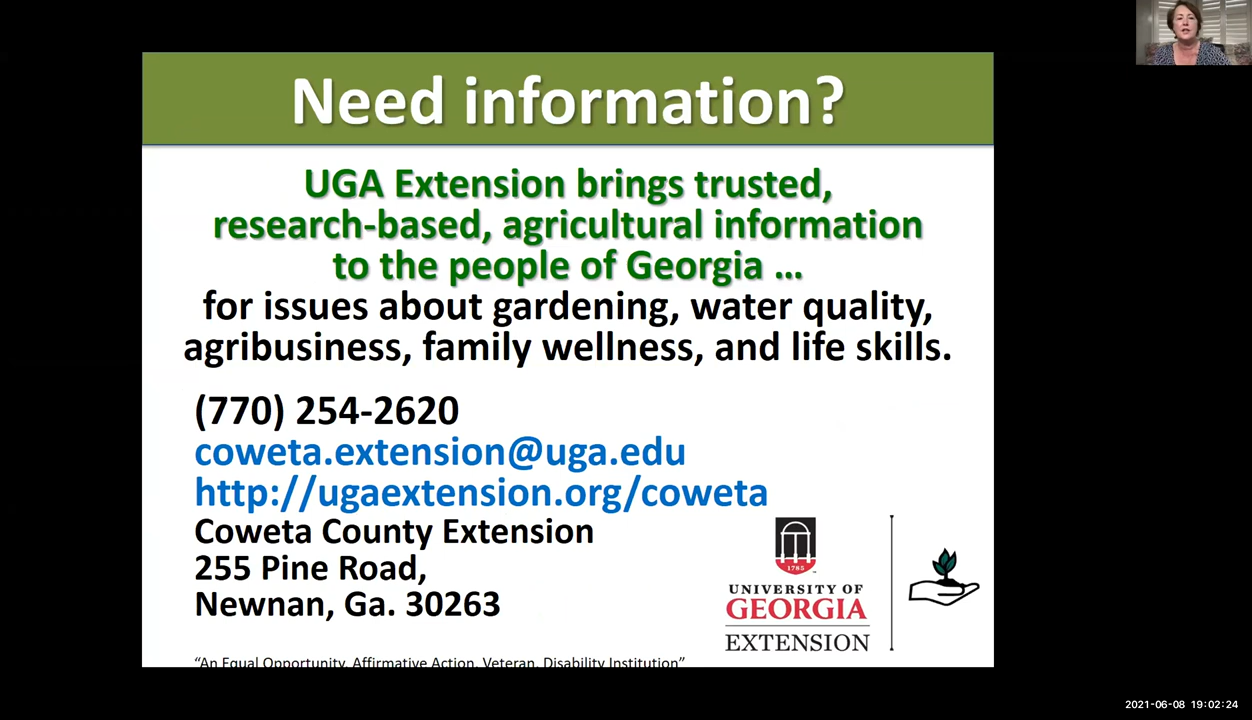 Need information?
UGA Extension brings trusted,
research-based, agricultural information
to the people of Georgia ...
for issues about gardening, water quality,
agribusiness, family wellness, and life skills.
(770) 254-2620
coweta.extension@uga.edu
http://ugaextension.org/coweta
Coweta County Extension
255 Pine Road,
Newnan, Ga. 30263
1785
UNIVERSITY OF
GEORGIA
EXTENSION
“An Equal Opportunity, Affirmative Action, Veteran, Disability Institution”
2021-06-08 19:02:24